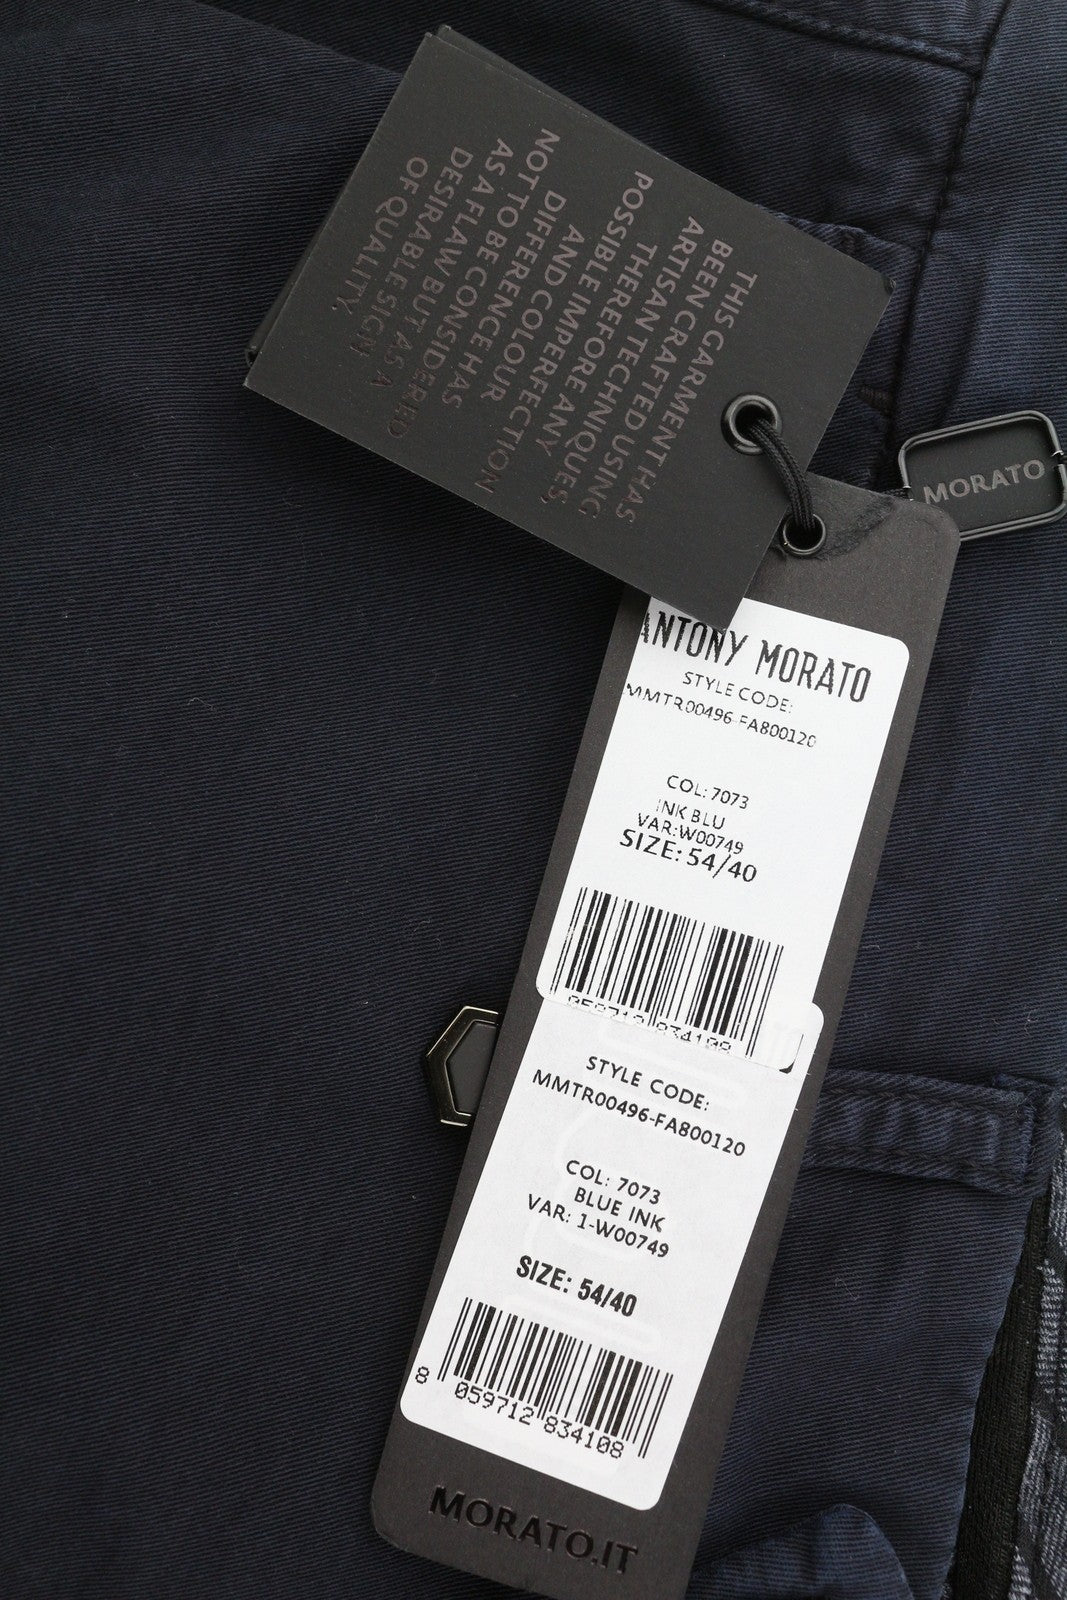 THIS GARMENT HAS
BEEN CRAFTED USING
ARTISAN TECHNIQUES,
THEREFORE ANY
POSSIBLE IMPERFECTION
AND COLOUR
DIFFERENCE HAS
NOT TO BE CONSIDERED
AS A FLAW BUT AS A
DESIRABLE SIGN
OF QUALITY.
MORATO
ANTONY MORATO
STYLE CODE:
MMTR00496-FA800120
COL: 7073
INK BLU
VAR:W00749
SIZE: 54/40
059712 834108
STYLE CODE:
MMTR00496-FA800120
COL: 7073
BLUE INK
VAR: 1-W00749
SIZE: 54/40
8 059712 834108
MORATO.IT